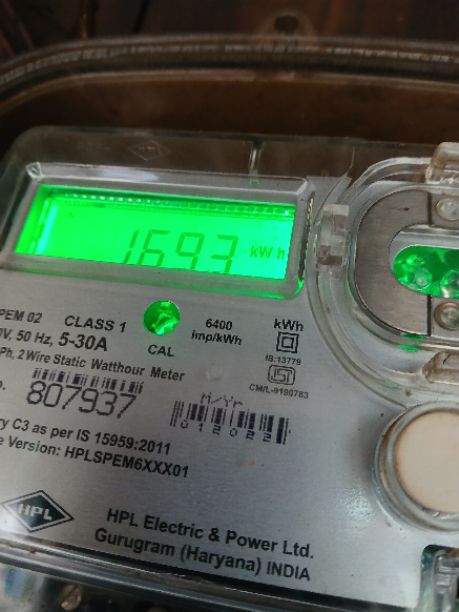 1693 kWh
PEM 02 CLASS 1
V, 50 Hz, 5-30A
Ph, 2 Wire Static Watthour Meter
CAL
6400
imp/kWh
kWh
IS:13779
ISI
CM/L-9190763
807937
M/Yr
012022
y C3 as per IS 15959:2011
e Version: HPLSPEM6XXX01
HPL
HPL Electric & Power Ltd.
Gurugram (Haryana) INDIA